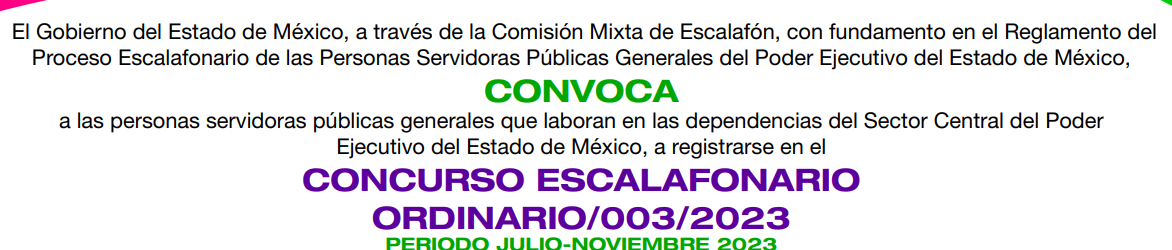 El Gobierno del Estado de México, a través de la Comisión Mixta de Escalafón, con fundamento en el Reglamento del
Proceso Escalafonario de las Personas Servidoras Públicas Generales del Poder Ejecutivo del Estado de México,
CONVOCA
a las personas servidoras públicas generales que laboran en las dependencias del Sector Central del Poder
Ejecutivo del Estado de México, a registrarse en el
CONCURSO ESCALAFONARIO
ORDINARIO/003/2023
PERIODO JULIO-NOVIEMBRE 2023